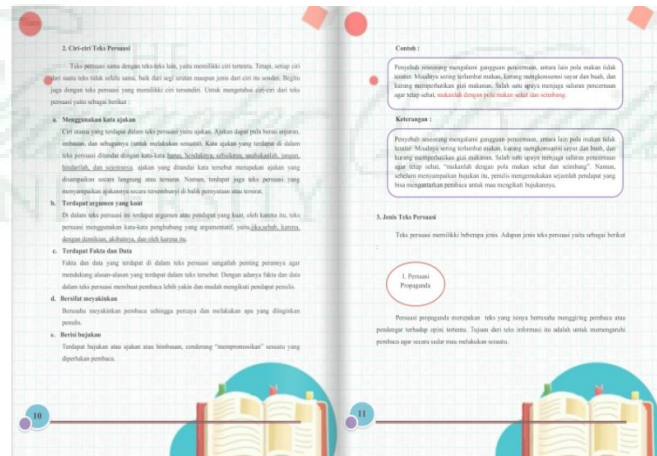 2. Ciri-ciri Teks Persuasi
Teks persuasi sama dengan teks-teks lain, yaitu memiliki ciri tertentu. Tetapi, setiap ciri
dari suatu teks tidak selalu sama, baik dari segi urutan maupun jenis dari ciri itu sendiri. Begitu
juga dengan teks persuasi yang memiliki ciri tersendiri. Untuk mengetahui ciri-ciri dari teks
persuasi yaitu sebagai berikut :
a. Menggunakan kata ajakan
Ciri utama yang terdapat dalam teks persuasi yaitu ajakan. Ajakan dapat pula berisi anjuran,
imbauan, dan sebagainya (untuk melakukan sesuatu). Kata ajakan yang terdapat di dalam
teks persuasi ditandai dengan kata-kata harus, hendaknya, sebaiknya, usahakanlah, jangan,
hindarilah, dan sejenisnya. ajakan yang ditandai kata tersebut merupakan ajakan yang
disampaikan secara langsung atau tersurat. Namun, terdapat juga teks persuasi yang
menyampaikan ajakannya secara tersembunyi di balik pernyataan atau tersirat.
b. Terdapat argumen yang kuat
Di dalam teks persuasi ini terdapat argumen atau pendapat yang kuat, oleh karena itu, teks
persuasi menggunakan kata-kata penghubung yang argumentatif, yaitu jika,sebab, karena,
dengan demikian, akibatnya, dan oleh karena itu.
c. Terdapat Fakta dan Data
Fakta dan data yang terdapat di dalam teks persuasi sangatlah penting perannya agar
mendukung alasan-alasan yang terdapat dalam teks tersebut. Dengan adanya fakta dan data
dalam teks persuasi membuat pembaca lebih yakin dan mudah mengikuti pendapat penulis.
d. Bersifat meyakinkan
Berusaha meyakinkan pembaca sehingga percaya dan melakukan apa yang diinginkan
penulis.
e. Berisi bujukan
Terdapat bujukan atau ajakan atau himbauan, cenderung "mempromosikan" sesuatu yang
diperlukan pembaca.
10
Contoh :
Penyebab seseorang mengalami gangguan pencernaan, antara lain pola makan tidak
teratur. Misalnya sering terlambat makan, kurang mengkonsumsi sayur dan buah, dan
kurang memperhatikan gizi makanan. Salah satu upaya menjaga saluran pencernaan
agar tetap sehat, makanlah dengan pola makan sehat dan seimbang.
Keterangan :
Penyebab seseorang mengalami gangguan pencernaan, antara lain pola makan tidak
teratur. Misalnya sering terlambat makan, kurang mengkonsumsi sayur dan buah, dan
kurang memperhatikan gizi makanan. Salah satu upaya menjaga saluran pencernaan
agar tetap sehat, "makanlah dengan pola makan sehat dan seimbang". Namun,
sebelum menyampaikan bujukan itu, penulis mengemukakan sejumlah pendapat yang
bisa mengantarkan pembaca untuk mau mengikuti bujukannya.
3. Jenis Teks Persuasi
Teks persuasi memilikki beberapa jenis. Adapun jenis teks persuasi yaitu sebagai berikut
:
1. Persuasi
Propaganda
Persuasi propaganda merupakan teks yang isinya berusaha menggiring pembaca atau
pendengar terhadap opini tertentu. Tujuan dari teks informasi itu adalah untuk memengaruhi
pembaca agar secara sadar mau melakukan sesuatu.
11